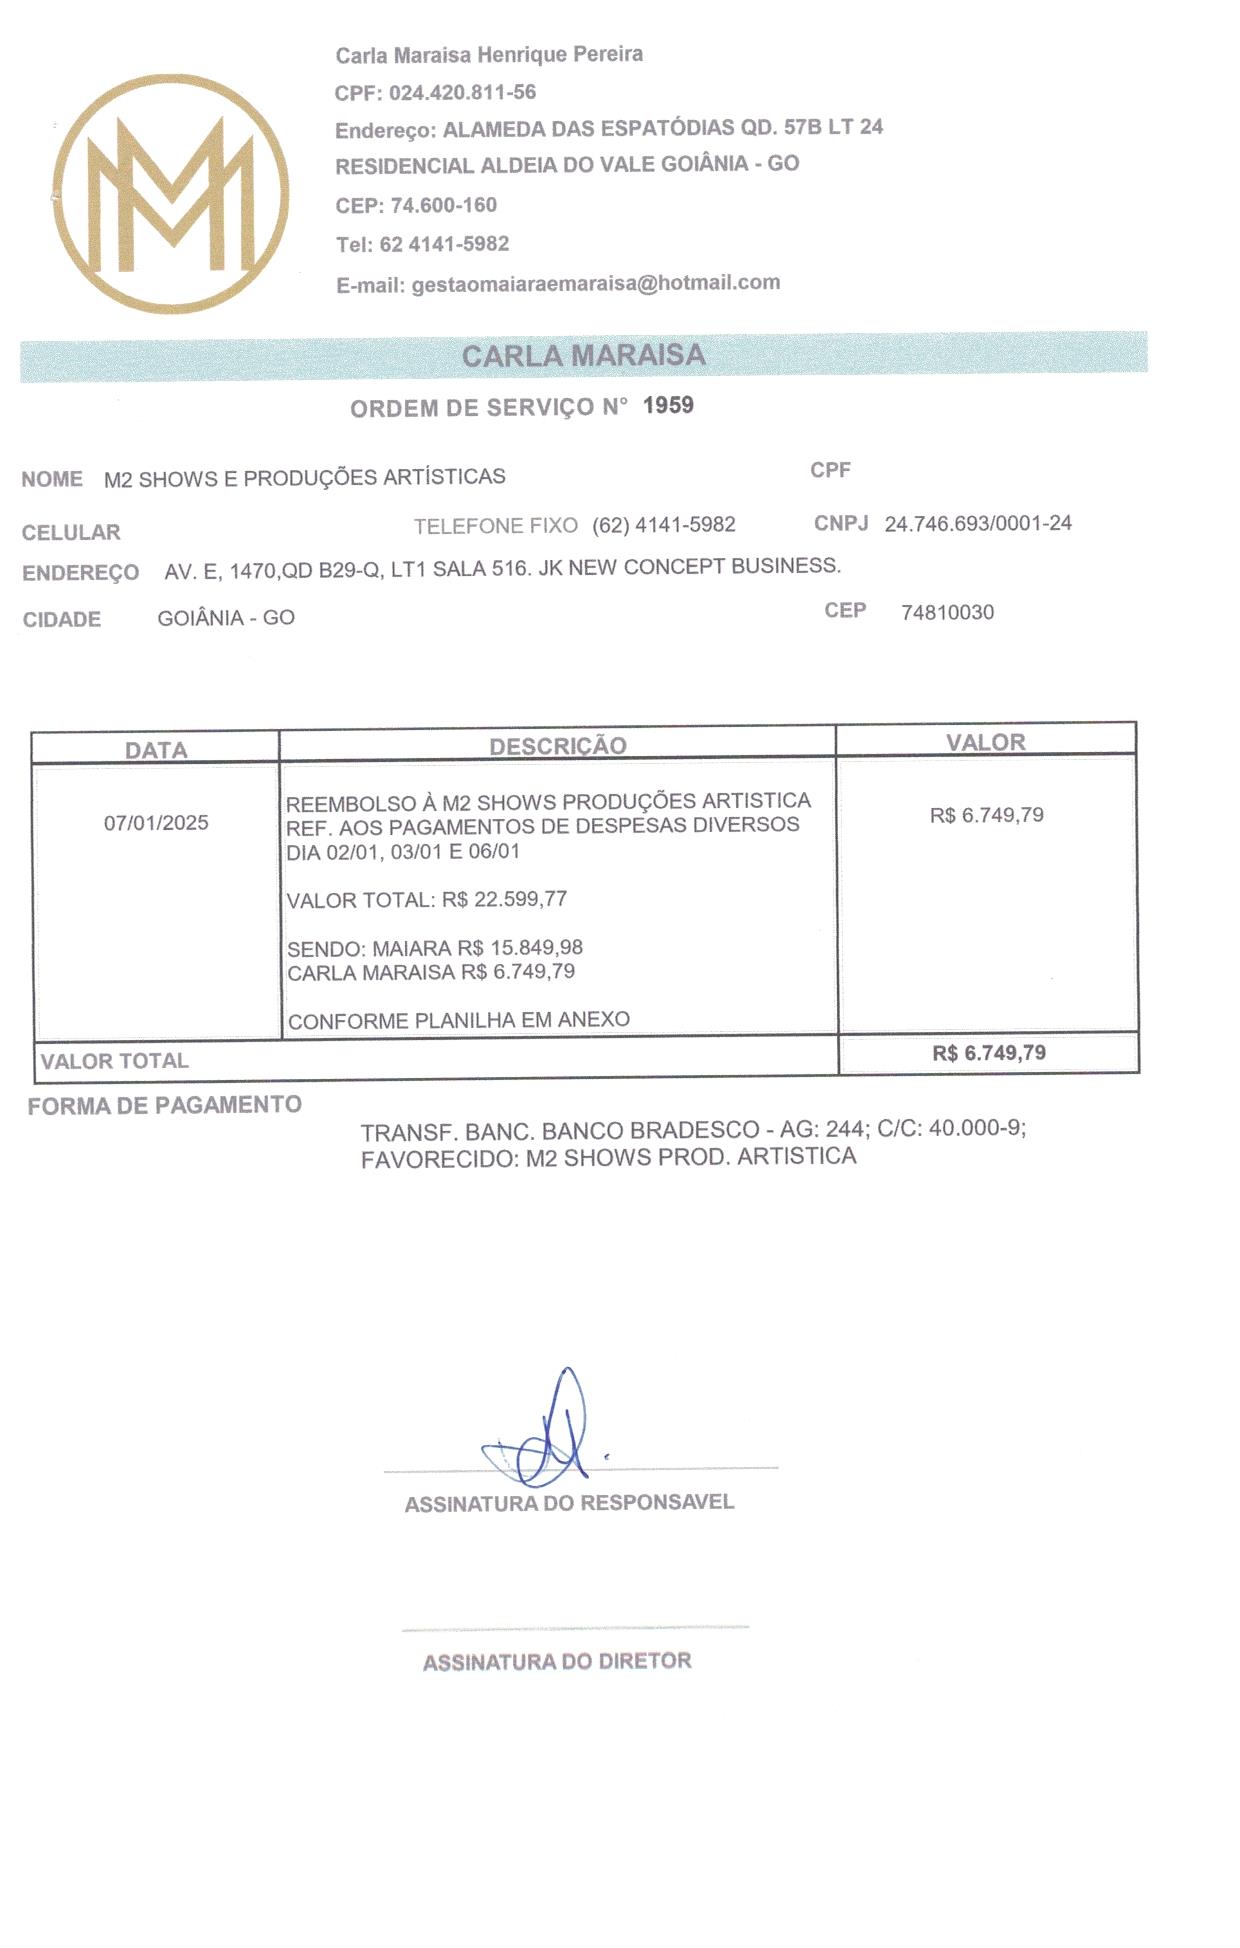 Carla Maraisa Henrique Pereira
CPF: 024.420.811-56
Endereço: ALAMEDA DAS ESPATÓDIAS QD. 57B LT 24
RESIDENCIAL ALDEIA DO VALE GOIÂNIA - GO
CEP: 74.600-160
Tel: 62 4141-5982
E-mail: gestaomaiaraemaraisa@hotmail.com
CARLA MARAISA
ORDEM DE SERVIÇO N° 1959
NOME M2 SHOWS E PRODUÇÕES ARTÍSTICAS CPF
CELULAR TELEFONE FIXO (62) 4141-5982 CNPJ 24.746.693/0001-24
ENDEREÇO AV. E, 1470,QD B29-Q, LT1 SALA 516. JK NEW CONCEPT BUSINESS.
CIDADE GOIÂNIA - GO CEP 74810030
DATA DESCRIÇÃO VALOR
REEMBOLSO À M2 SHOWS PRODUÇÕES ARTISTICA
07/01/2025 REF. AOS PAGAMENTOS DE DESPESAS DIVERSOS R$ 6.749,79
DIA 02/01, 03/01 E 06/01
VALOR TOTAL: R$ 22.599,77
SENDO: MAIARA R$ 15.849,98
CARLA MARAISA R$ 6.749,79
CONFORME PLANILHA EM ANEXO
VALOR TOTAL R$ 6.749,79
FORMA DE PAGAMENTO
TRANSF. BANC. BANCO BRADESCO - AG: 244; C/C: 40.000-9;
FAVORECIDO: M2 SHOWS PROD. ARTISTICA
ASSINATURA DO RESPONSAVEL
ASSINATURA DO DIRETOR